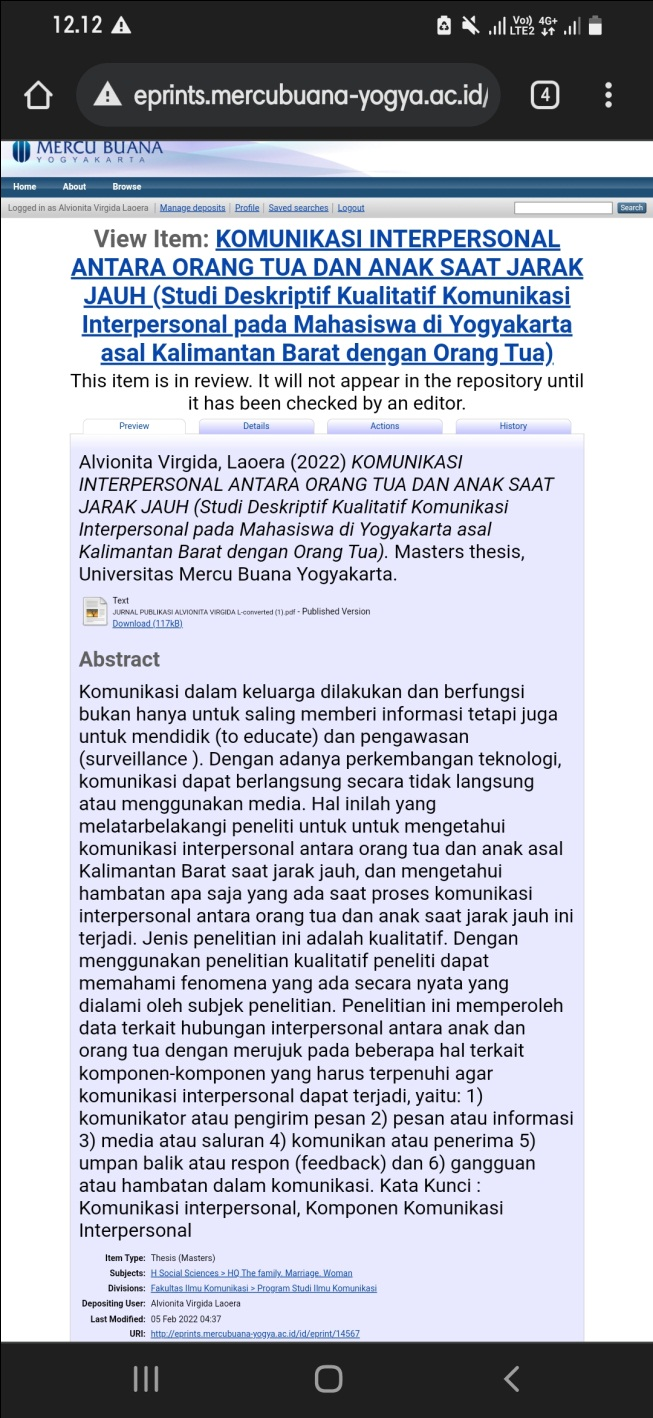 12.12
Vo)) 4G+
LTE2
eprints.mercubuana-yogya.ac.id/
4
MERCU BUANA
YOGYAKARTA
Home About Browse
Logged in as Alvionita Virgida Laoera | Manage deposits | Profile | Saved searches | Logout Search
View Item: KOMUNIKASI INTERPERSONAL
ANTARA ORANG TUA DAN ANAK SAAT JARAK
JAUH (Studi Deskriptif Kualitatif Komunikasi
Interpersonal pada Mahasiswa di Yogyakarta
asal Kalimantan Barat dengan Orang Tua)
This item is in review. It will not appear in the repository until
it has been checked by an editor.
Preview Details Actions History
Alvionita Virgida, Laoera (2022) KOMUNIKASI
INTERPERSONAL ANTARA ORANG TUA DAN ANAK SAAT
JARAK JAUH (Studi Deskriptif Kualitatif Komunikasi
Interpersonal pada Mahasiswa di Yogyakarta asal
Kalimantan Barat dengan Orang Tua). Masters thesis,
Universitas Mercu Buana Yogyakarta.
Text
JURNAL PUBLIKASI ALVIONITA VIRGIDA L-converted (1).pdf - Published Version
Download (117kB)
Abstract
Komunikasi dalam keluarga dilakukan dan berfungsi
bukan hanya untuk saling memberi informasi tetapi juga
untuk mendidik (to educate) dan pengawasan
(surveillance ). Dengan adanya perkembangan teknologi,
komunikasi dapat berlangsung secara tidak langsung
atau menggunakan media. Hal inilah yang
melatarbelakangi peneliti untuk untuk mengetahui
komunikasi interpersonal antara orang tua dan anak asal
Kalimantan Barat saat jarak jauh, dan mengetahui
hambatan apa saja yang ada saat proses komunikasi
interpersonal antara orang tua dan anak saat jarak jauh ini
terjadi. Jenis penelitian ini adalah kualitatif. Dengan
menggunakan penelitian kualitatif peneliti dapat
memahami fenomena yang ada secara nyata yang
dialami oleh subjek penelitian. Penelitian ini memperoleh
data terkait hubungan interpersonal antara anak dan
orang tua dengan merujuk pada beberapa hal terkait
komponen-komponen yang harus terpenuhi agar
komunikasi interpersonal dapat terjadi, yaitu: 1)
komunikator atau pengirim pesan 2) pesan atau informasi
3) media atau saluran 4) komunikan atau penerima 5)
umpan balik atau respon (feedback) dan 6) gangguan
atau hambatan dalam komunikasi. Kata Kunci :
Komunikasi interpersonal, Komponen Komunikasi
Interpersonal
Item Type: Thesis (Masters)
Subjects: H Social Sciences > HQ The family. Marriage. Woman
Divisions: Fakultas Ilmu Komunikasi > Program Studi Ilmu Komunikasi
Depositing User: Alvionita Virgida Laoera
Last Modified: 05 Feb 2022 04:37
URI: http://eprints.mercubuana-yogya.ac.id/id/eprint/14567